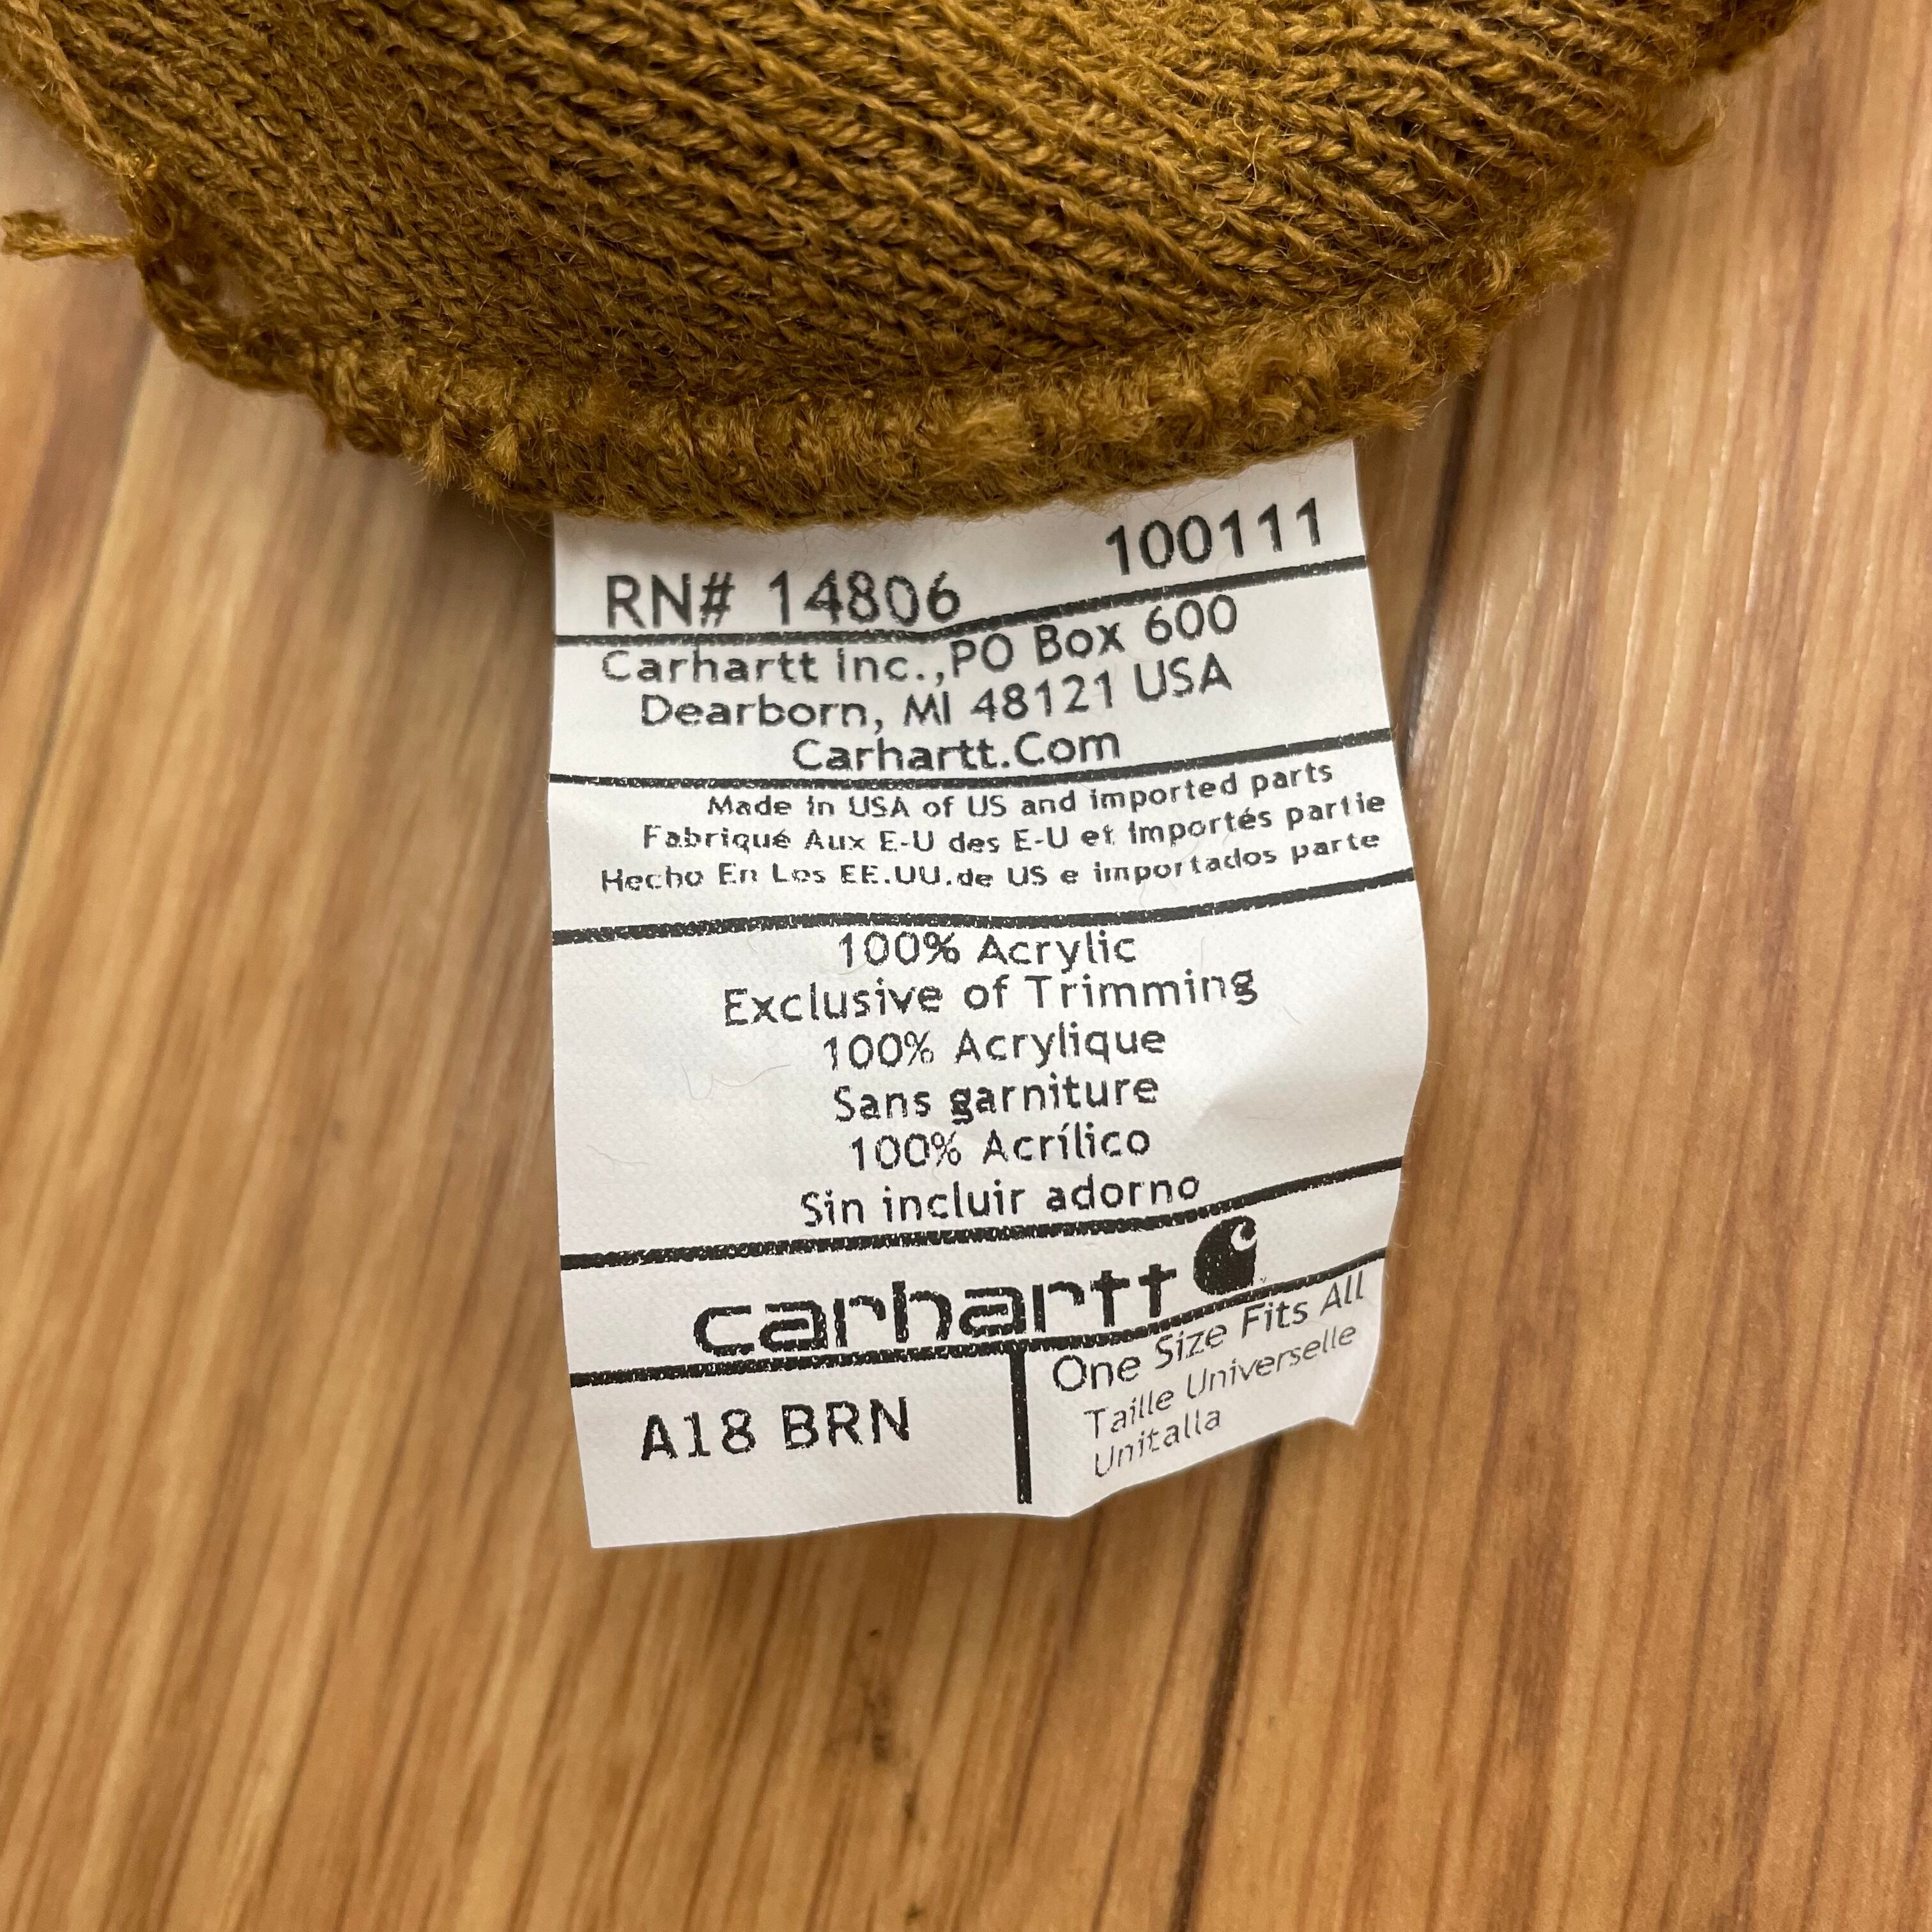 100111
RN# 14806
Carhartt Inc.,PO Box 600
Dearborn, MI 48121 USA
Carhartt.Com
Made in USA of US and imported parts
Fabriqué Aux E-U des E-U et importés partie
Hecho En Los EE.UU.de US e importados parte
100% Acrylic
Exclusive of Trimming
100% Acrylique
Sans garniture
100% Acrílico
Sin incluir adorno
carhartt
A18 BRN
One Size Fits All
Taille Universelle
Unitalla